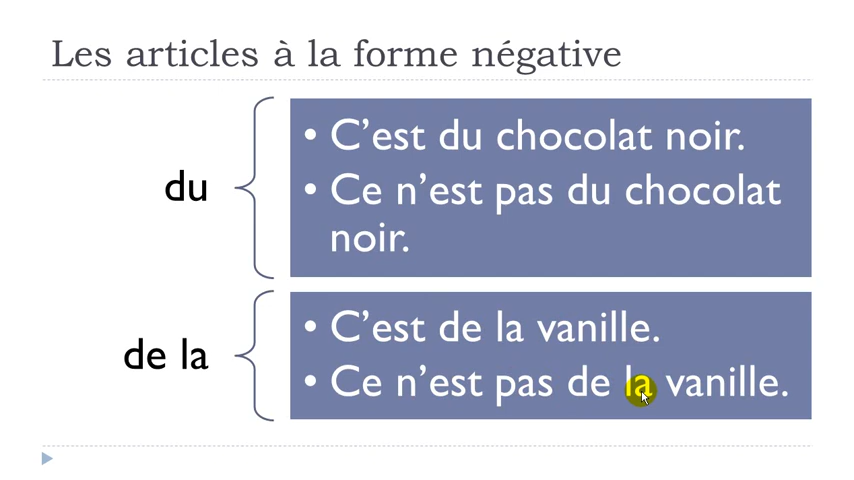 Les articles à la forme négative
du
• C’est du chocolat noir.
• Ce n’est pas du chocolat
noir.
de la
• C’est de la vanille.
• Ce n’est pas de la vanille.